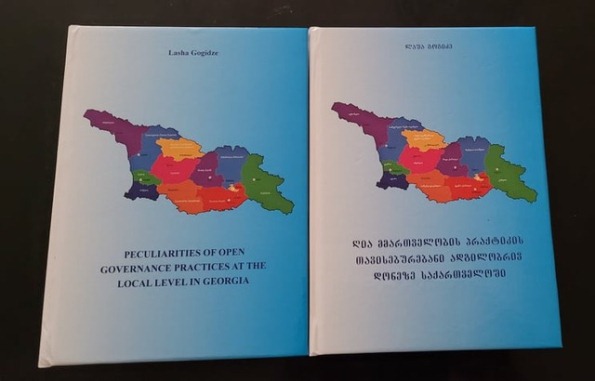 Lasha Gogidze
PECULIARITIES OF OPEN
GOVERNANCE PRACTICES AT THE
LOCAL LEVEL IN GEORGIA
ლაშა გოგიძე
ღია მმართველობის პრაქტიკის
თავისებურებანი ადგილობრივ
დონეზე საქართველოში